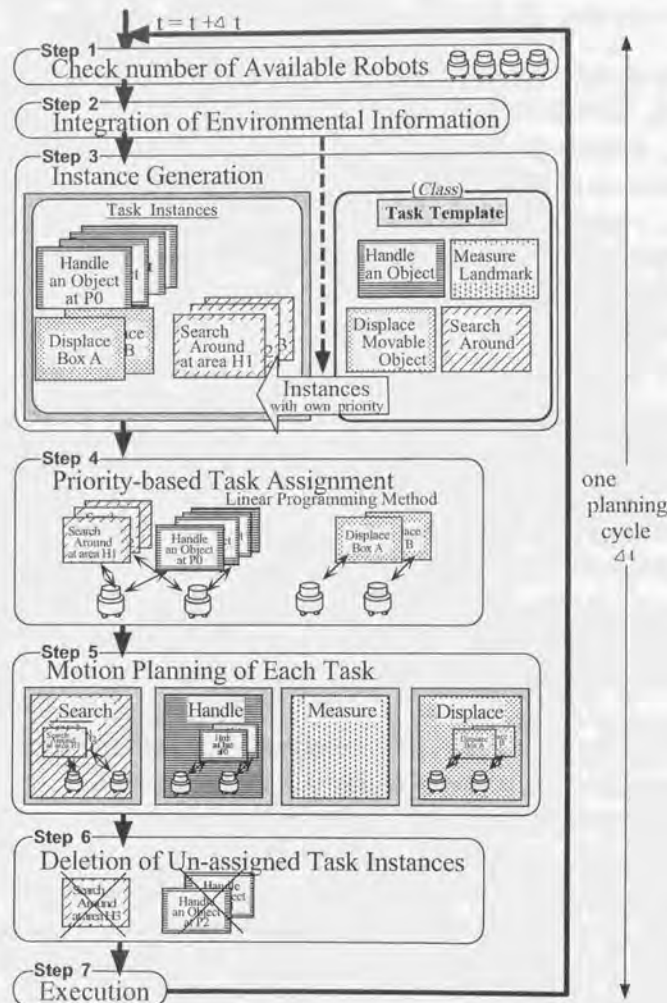 t = t +Δ t
Step 1
Check number of Available Robots
Step 2
Integration of Environmental Information
Step 3
Instance Generation
Task Instances
Handle
an Object
at P0
Displace
Box A
B
Search
Around
at area H1
2
3
(Class)
Task Template
Handle
an Object
Measure
Landmark
Displace
Movable
Object
Search
Around
Instances
with own priority
Step 4
Priority-based Task Assignment
Linear Programming Method
Search
Around
at area H1
Handle
an Object
at P0
Displace
Box A
B
Step 5
Motion Planning of Each Task
Search
Handle
Measure
Displace
Step 6
Deletion of Un-assigned Task Instances
Search
Around
at area H3
Handle
Handle
an Object
at P2
Step 7
Execution
one
planning
cycle
Δt